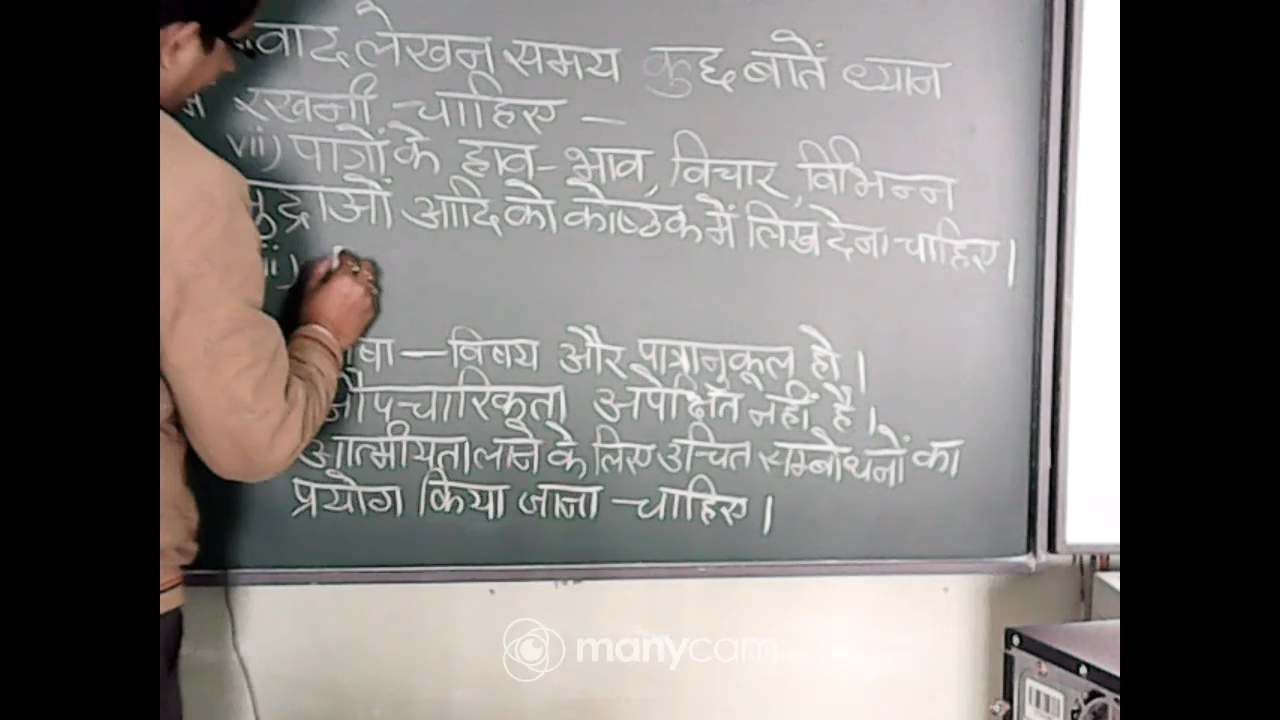 वाद लेखन समय कुछ बातें ध्यान
में रखनी चाहिए —
vii) पात्रों के हाव-भाव, विचार, विभिन्न
मुद्राओं आदि को कोष्ठक में लिख देना चाहिए।
ii)
षा — विषय और पात्रानुकूल हो।
औपचारिकता अपेक्षित नहीं है।
आत्मीयता लाने के लिए उचित सम्बोधनों का
प्रयोग किया जाना चाहिए।
manycam